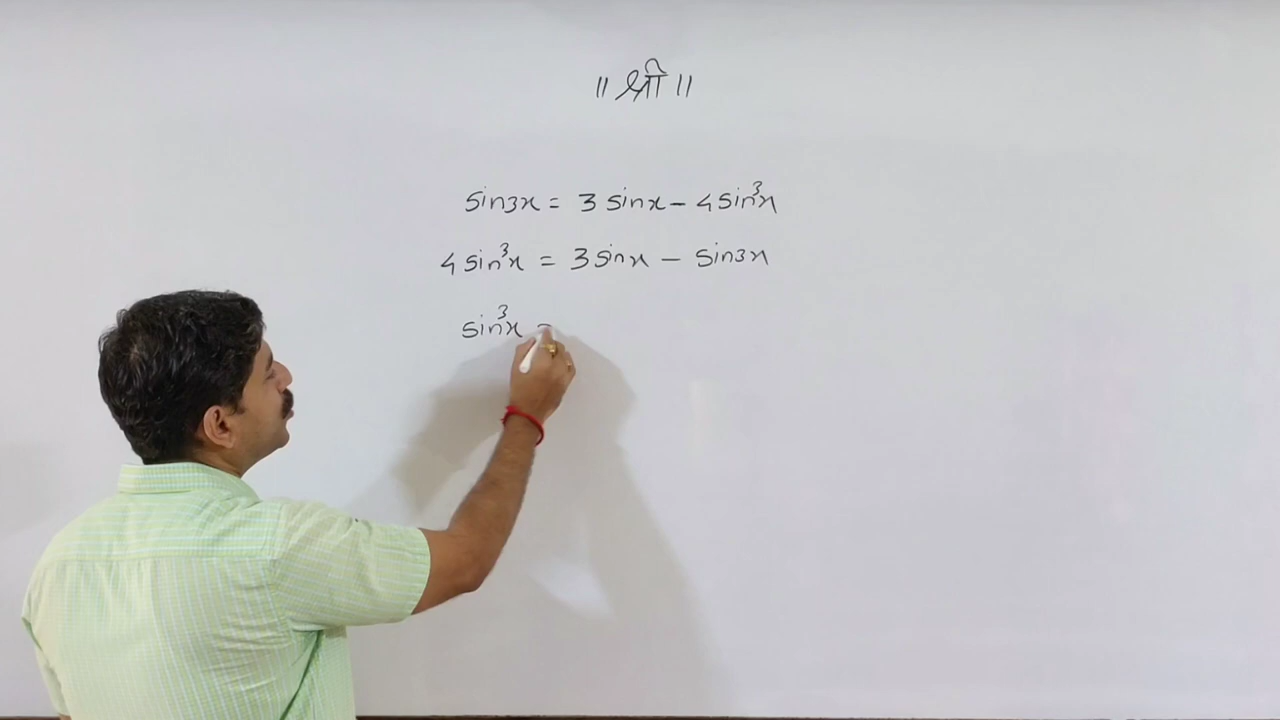 ॥ श्री ॥
sin3x = 3 sinx - 4 sin³x
4 sin³x = 3 sinx - sin3x
sin³x =